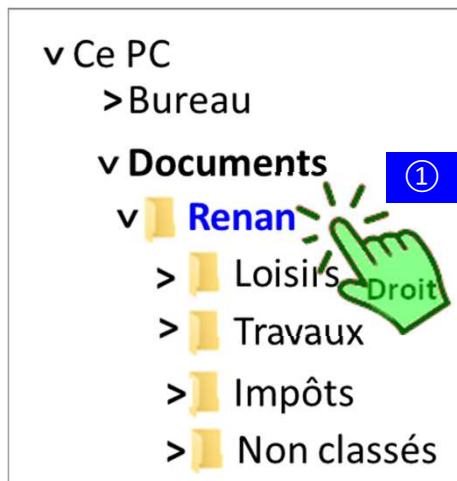 v Ce PC
> Bureau
v Documents
①
v Renan
> Loisirs
Droit
> Travaux
> Impôts
> Non classés